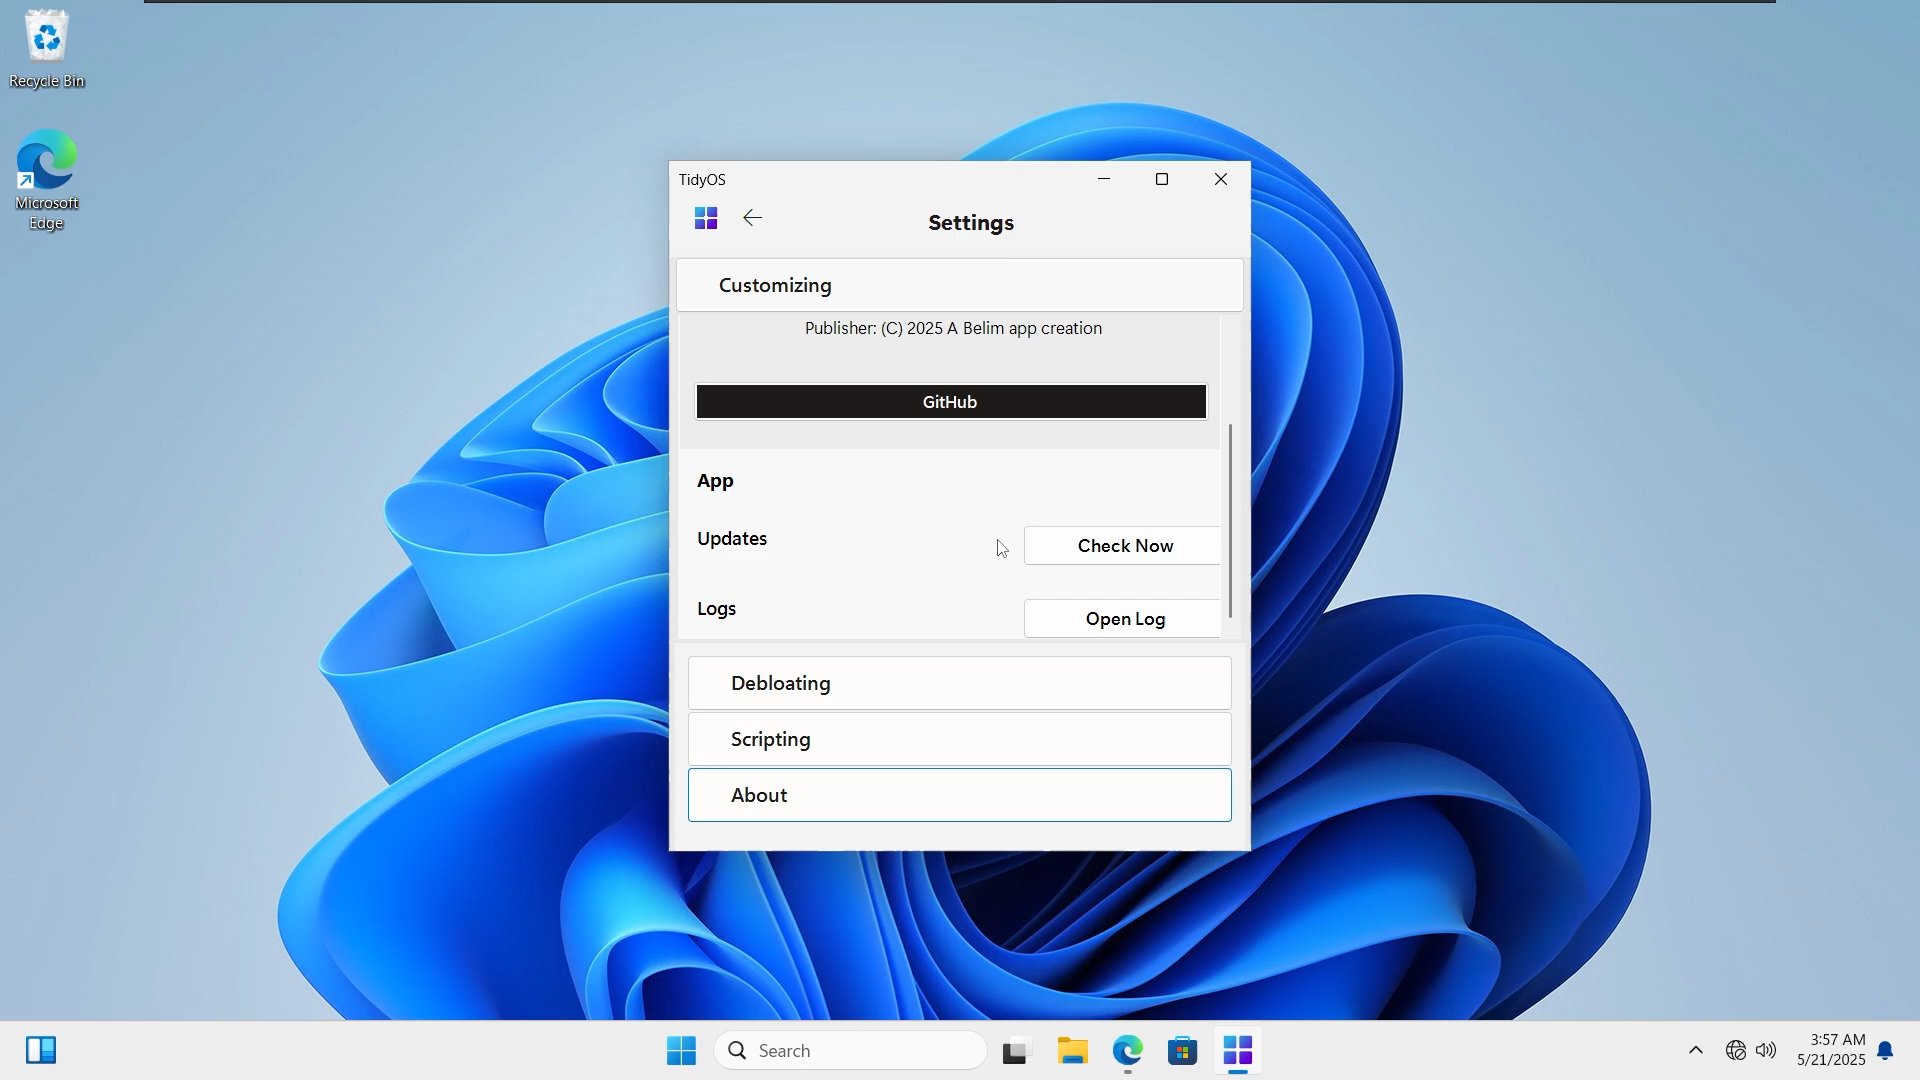 Recycle Bin
Microsoft
Edge
TidyOS
Settings
Customizing
Publisher: (C) 2025 A Belim app creation
GitHub
App
Updates
Check Now
Logs
Open Log
Debloating
Scripting
About
Search
3:57 AM
5/21/2025